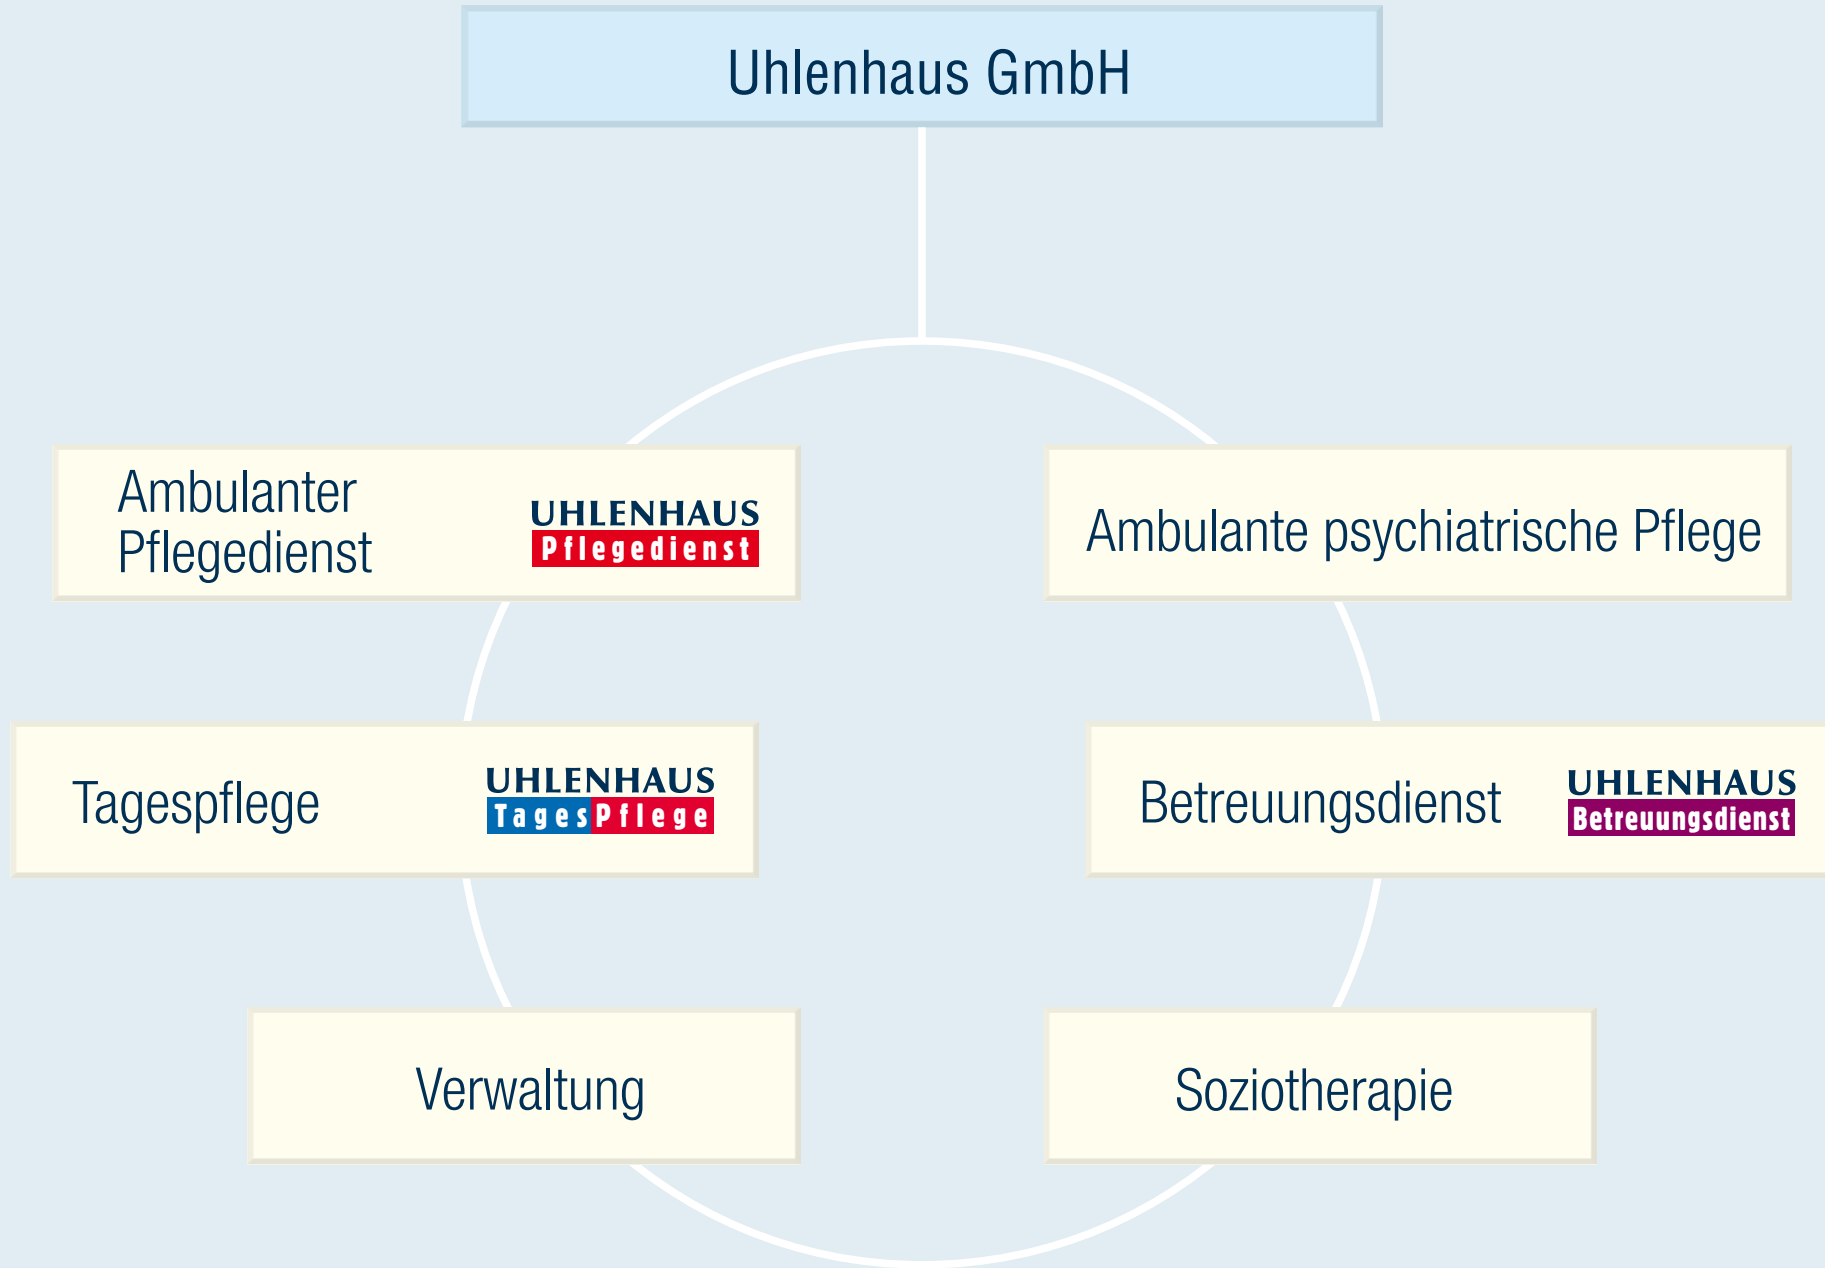 Uhlenhaus GmbH
Ambulanter
Pflegedienst
UHLENHAUS
Pflegedienst
Ambulante psychiatrische Pflege
Tagespflege
UHLENHAUS
TagesPflege
Betreuungsdienst
UHLENHAUS
Betreuungsdienst
Verwaltung
Soziotherapie